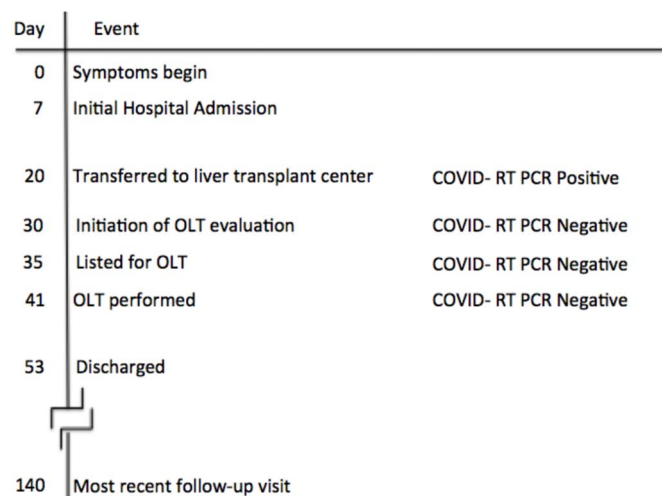 Day Event
0 Symptoms begin
7 Initial Hospital Admission
20 Transferred to liver transplant center COVID- RT PCR Positive
30 Initiation of OLT evaluation COVID- RT PCR Negative
35 Listed for OLT COVID- RT PCR Negative
41 OLT performed COVID- RT PCR Negative
53 Discharged
140 Most recent follow-up visit